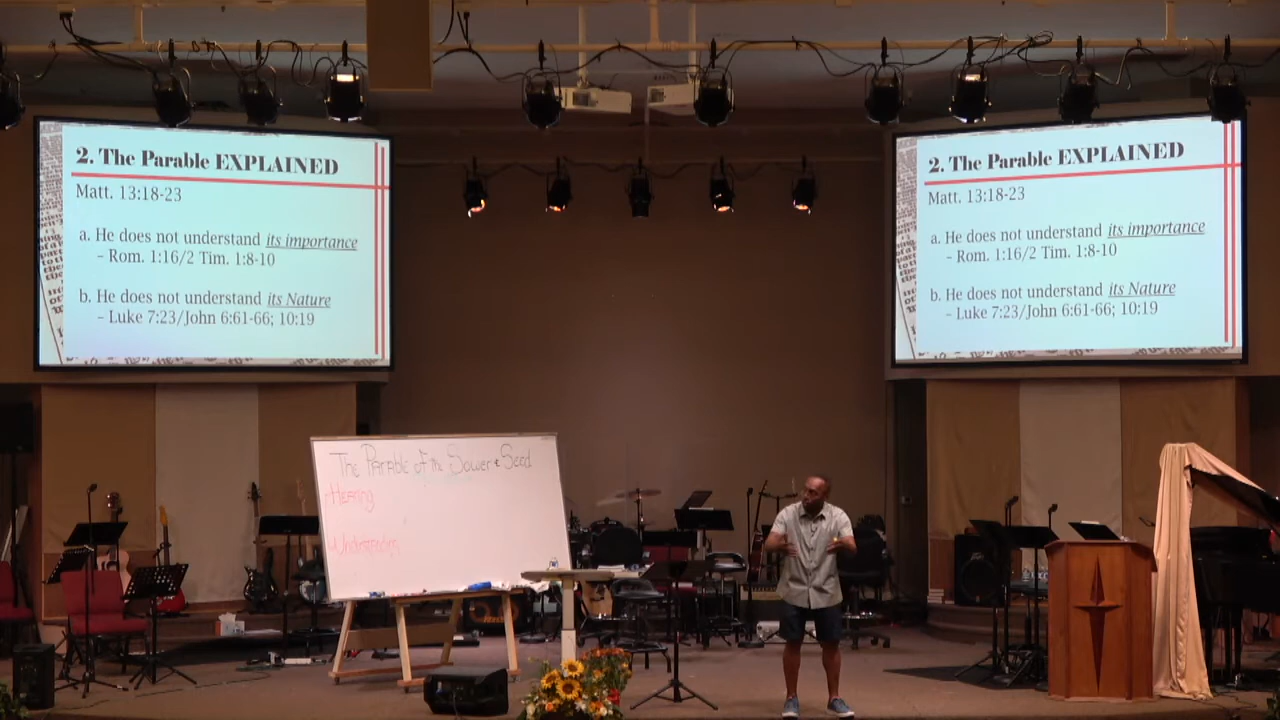 2. The Parable EXPLAINED
Matt. 13:18-23
a. He does not understand its importance
– Rom. 1:16/2 Tim. 1:8-10
b. He does not understand its Nature
– Luke 7:23/John 6:61-66; 10:19
The Parable of the Sower & Seed
Hearing
Understanding
2. The Parable EXPLAINED
Matt. 13:18-23
a. He does not understand its importance
– Rom. 1:16/2 Tim. 1:8-10
b. He does not understand its Nature
– Luke 7:23/John 6:61-66; 10:19